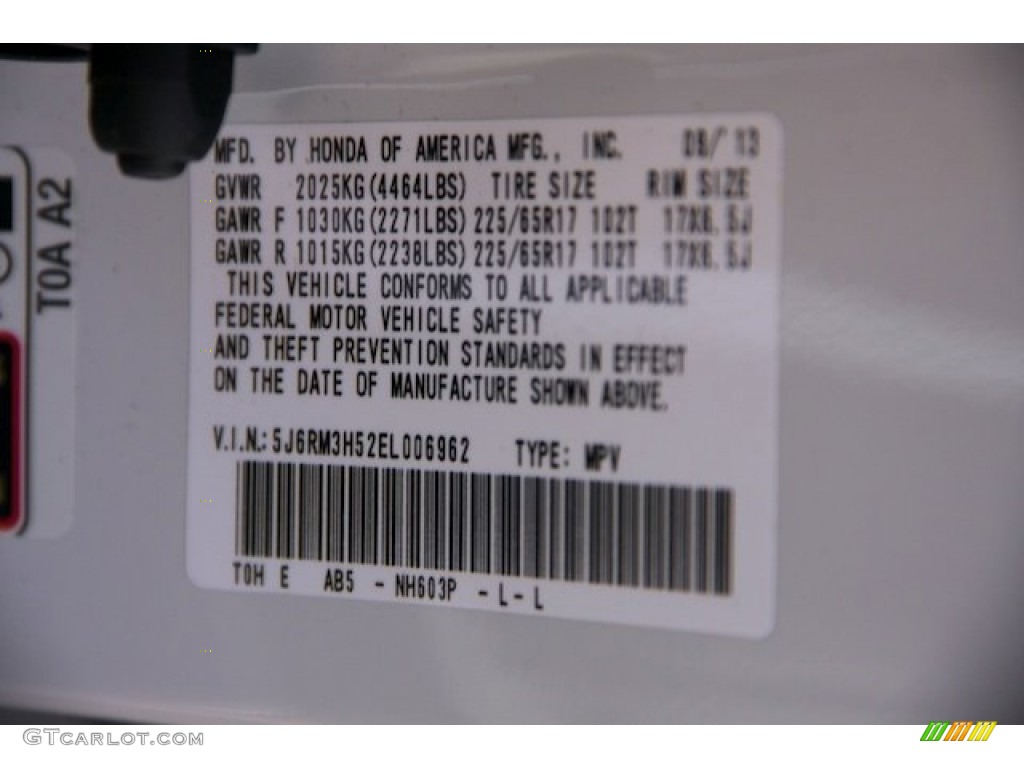 MFD. BY HONDA OF AMERICA MFG., INC. 09/'13
GVWR 2025KG(4464LBS) TIRE SIZE RIM SIZE
GAWR F 1030KG(2271LBS) 225/65R17 102T 17X6.5J
GAWR R 1015KG(2238LBS) 225/65R17 102T 17X6.5J
THIS VEHICLE CONFORMS TO ALL APPLICABLE
FEDERAL MOTOR VEHICLE SAFETY
AND THEFT PREVENTION STANDARDS IN EFFECT
ON THE DATE OF MANUFACTURE SHOWN ABOVE.
V.I.N.: 5J6RM3H52EL006962 TYPE: MPV
T0H E AB5 - NH603P - L- L
T0A A2
GTCARLOT.COM